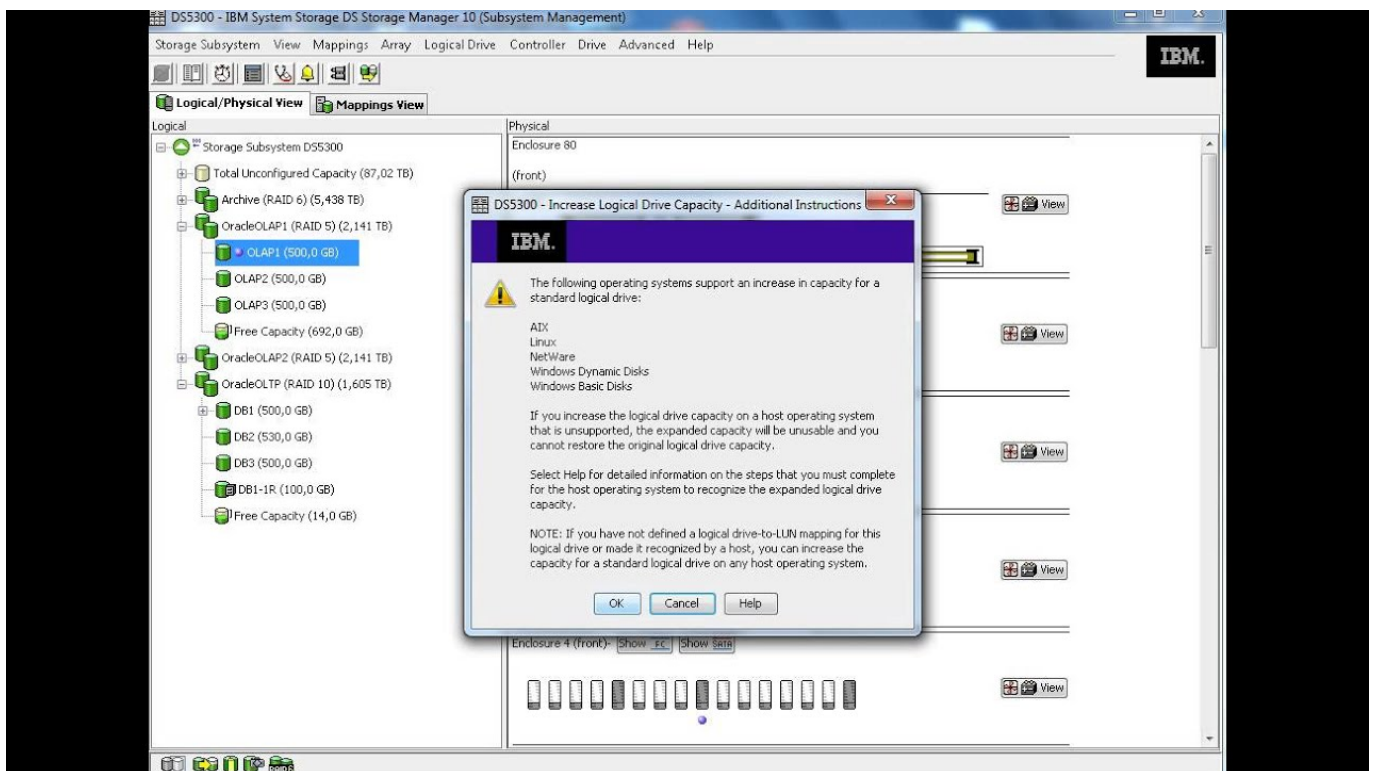 DS5300 - IBM System Storage DS Storage Manager 10 (Subsystem Management)
Storage Subsystem View Mappings Array Logical Drive Controller Drive Advanced Help
IBM.
Logical/Physical View Mappings View
Logical
Storage Subsystem DS5300
Total Unconfigured Capacity (87,02 TB)
Archive (RAID 6) (5,438 TB)
OracleOLAP1 (RAID 5) (2,141 TB)
OLAP1 (500,0 GB)
OLAP2 (500,0 GB)
OLAP3 (500,0 GB)
Free Capacity (692,0 GB)
OracleOLAP2 (RAID 5) (2,141 TB)
OracleOLTP (RAID 10) (1,605 TB)
DB1 (500,0 GB)
DB2 (530,0 GB)
DB3 (500,0 GB)
DB1-1R (100,0 GB)
Free Capacity (14,0 GB)
Physical
Enclosure 80
(front)
View
View
View
View
Enclosure 4 (front)- Show FC Show SATA
View
DS5300 - Increase Logical Drive Capacity - Additional Instructions
IBM.
The following operating systems support an increase in capacity for a
standard logical drive:
AIX
Linux
NetWare
Windows Dynamic Disks
Windows Basic Disks
If you increase the logical drive capacity on a host operating system
that is unsupported, the expanded capacity will be unusable and you
cannot restore the original logical drive capacity.
Select Help for detailed information on the steps that you must complete
for the host operating system to recognize the expanded logical drive
capacity.
NOTE: If you have not defined a logical drive-to-LUN mapping for this
logical drive or made it recognized by a host, you can increase the
capacity for a standard logical drive on any host operating system.
OK Cancel Help